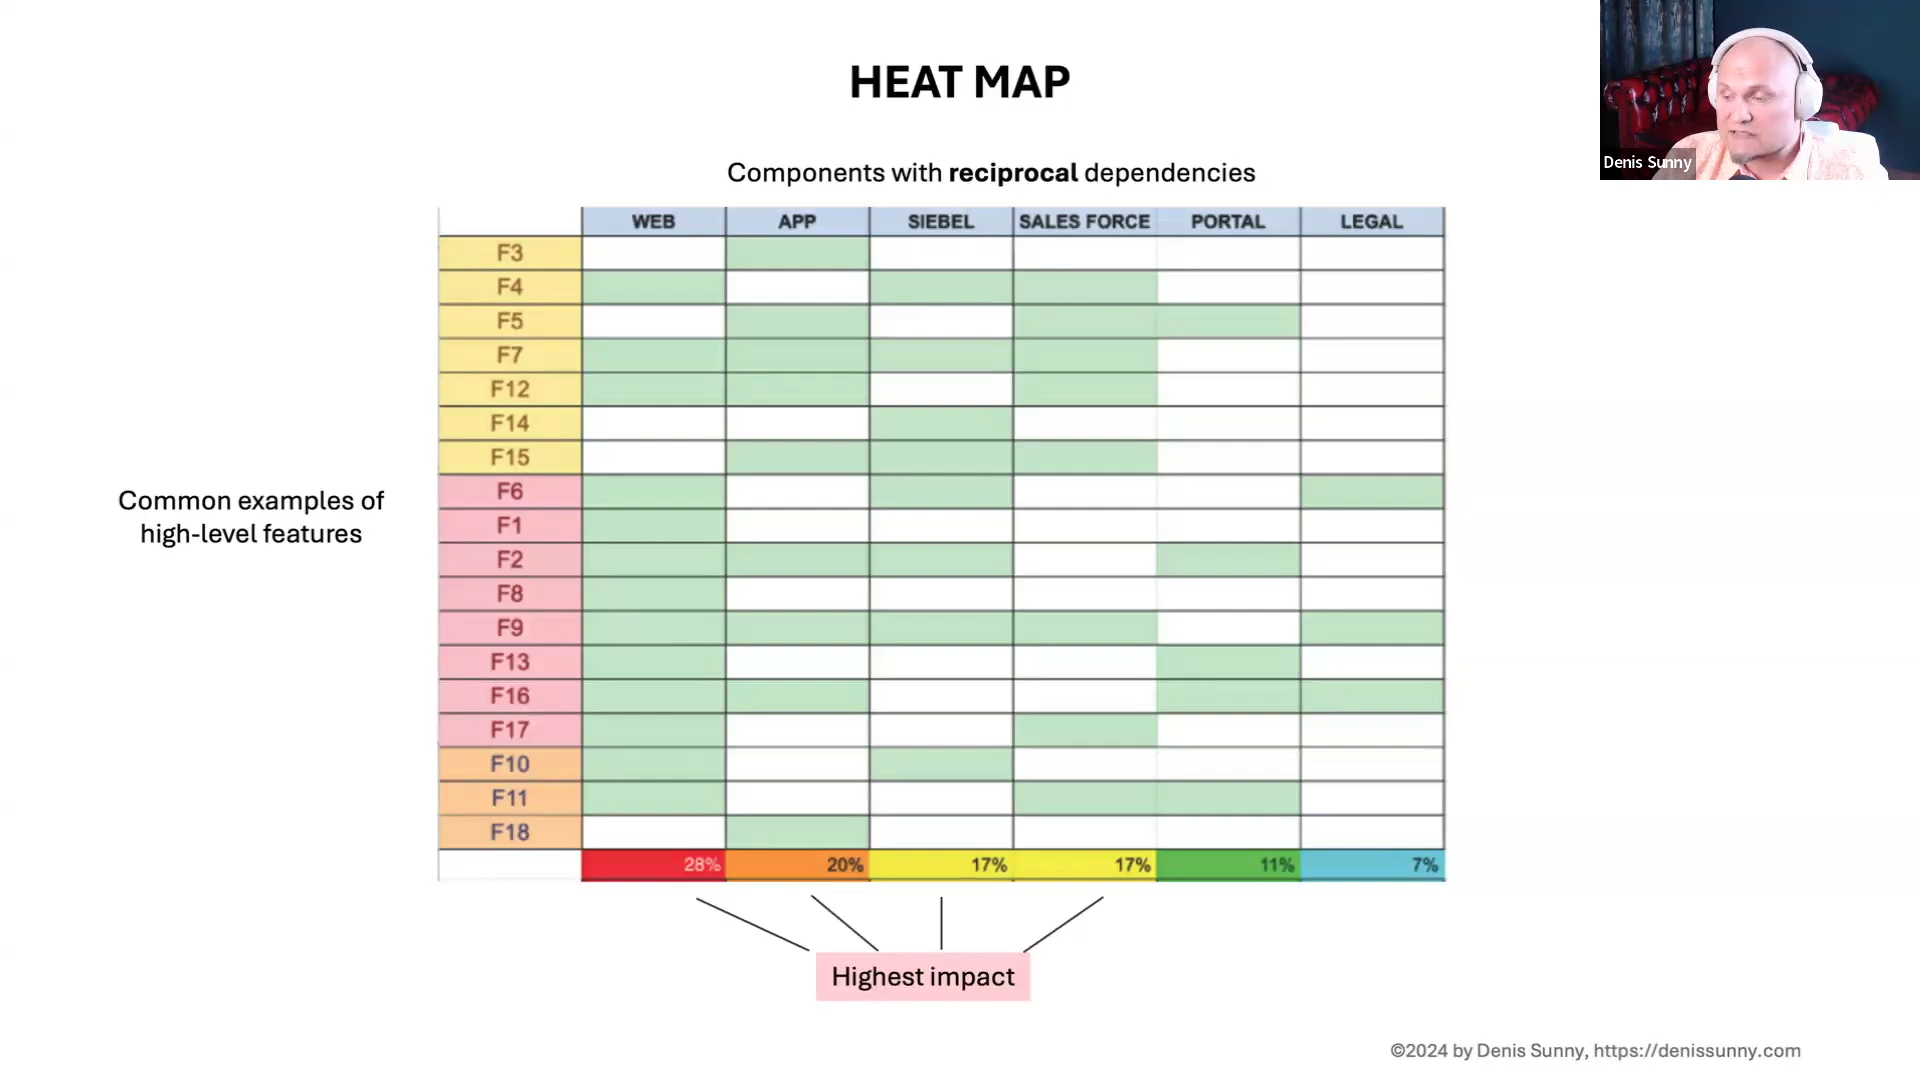 HEAT MAP
Denis Sunny
Components with reciprocal dependencies
WEB APP SIEBEL SALES FORCE PORTAL LEGAL
F3
F4
F5
F7
F12
F14
F15
F6
F1
F2
F8
F9
F13
F16
F17
F10
F11
F18
Common examples of
high-level features
28% 20% 17% 17% 11% 7%
Highest impact
©2024 by Denis Sunny, https://denissunny.com